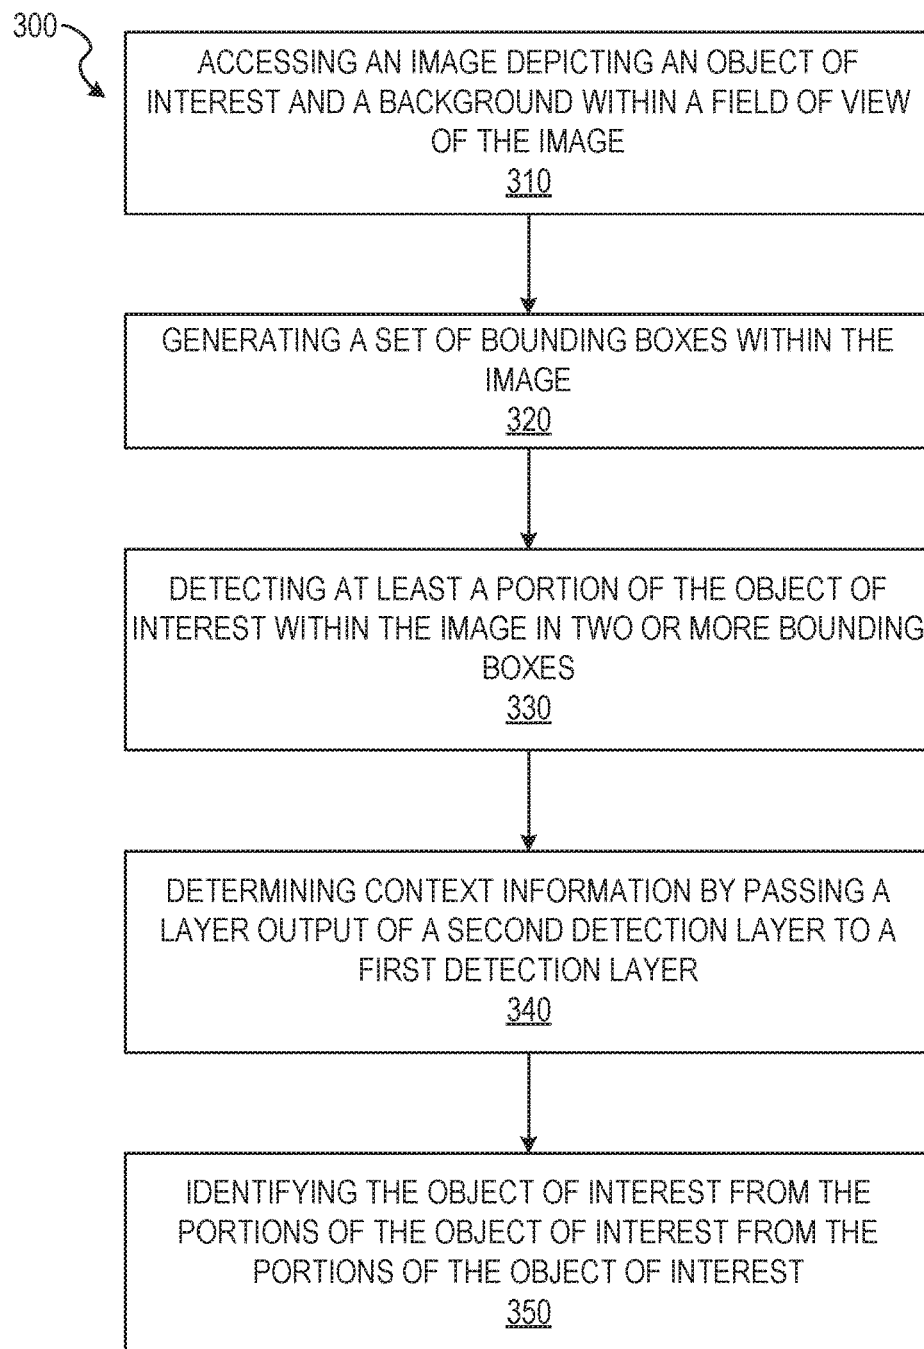 300
ACCESSING AN IMAGE DEPICTING AN OBJECT OF
INTEREST AND A BACKGROUND WITHIN A FIELD OF VIEW
OF THE IMAGE
310
GENERATING A SET OF BOUNDING BOXES WITHIN THE
IMAGE
320
DETECTING AT LEAST A PORTION OF THE OBJECT OF
INTEREST WITHIN THE IMAGE IN TWO OR MORE BOUNDING
BOXES
330
DETERMINING CONTEXT INFORMATION BY PASSING A
LAYER OUTPUT OF A SECOND DETECTION LAYER TO A
FIRST DETECTION LAYER
340
IDENTIFYING THE OBJECT OF INTEREST FROM THE
PORTIONS OF THE OBJECT OF INTEREST FROM THE
PORTIONS OF THE OBJECT OF INTEREST
350